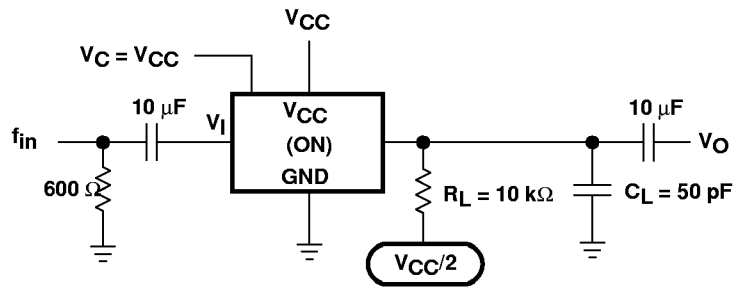 VCC
VC = VCC
10 μF
10 μF
fin
VI
VCC
(ON)
GND
VO
600 Ω
RL = 10 kΩ
CL = 50 pF
VCC/2